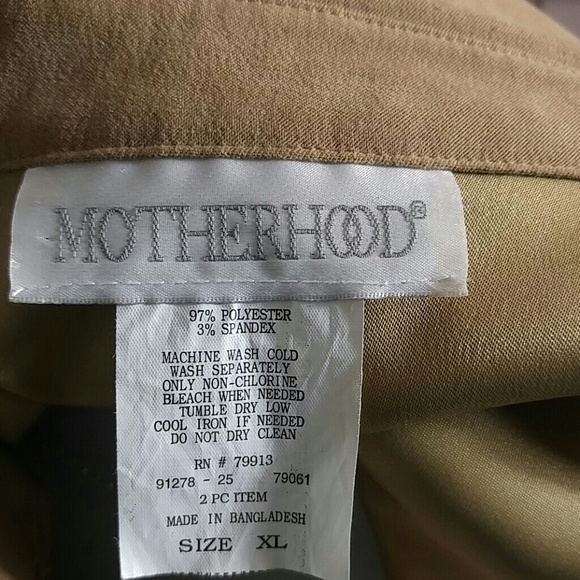 MOTHERHOOD®
97% POLYESTER
3% SPANDEX
MACHINE WASH COLD
WASH SEPARATELY
ONLY NON-CHLORINE
BLEACH WHEN NEEDED
TUMBLE DRY LOW
COOL IRON IF NEEDED
DO NOT DRY CLEAN
RN # 79913
91278 - 25 79061
2 PC ITEM
MADE IN BANGLADESH
SIZE XL